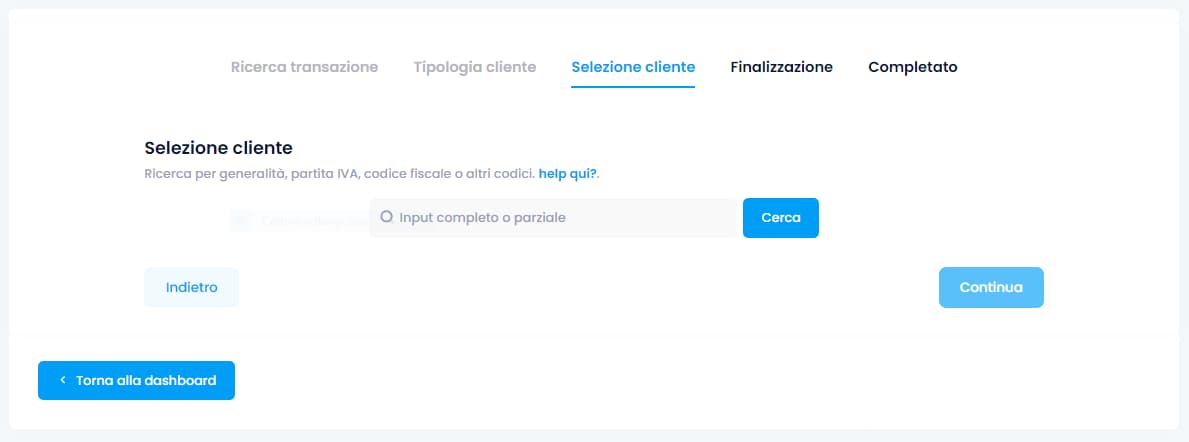 Ricerca transazione Tipologia cliente Selezione cliente Finalizzazione Completato
Selezione cliente
Ricerca per generalità, partita IVA, codice fiscale o altri codici. help qui?.
Input completo o parziale Cerca
Indietro Continua
Torna alla dashboard